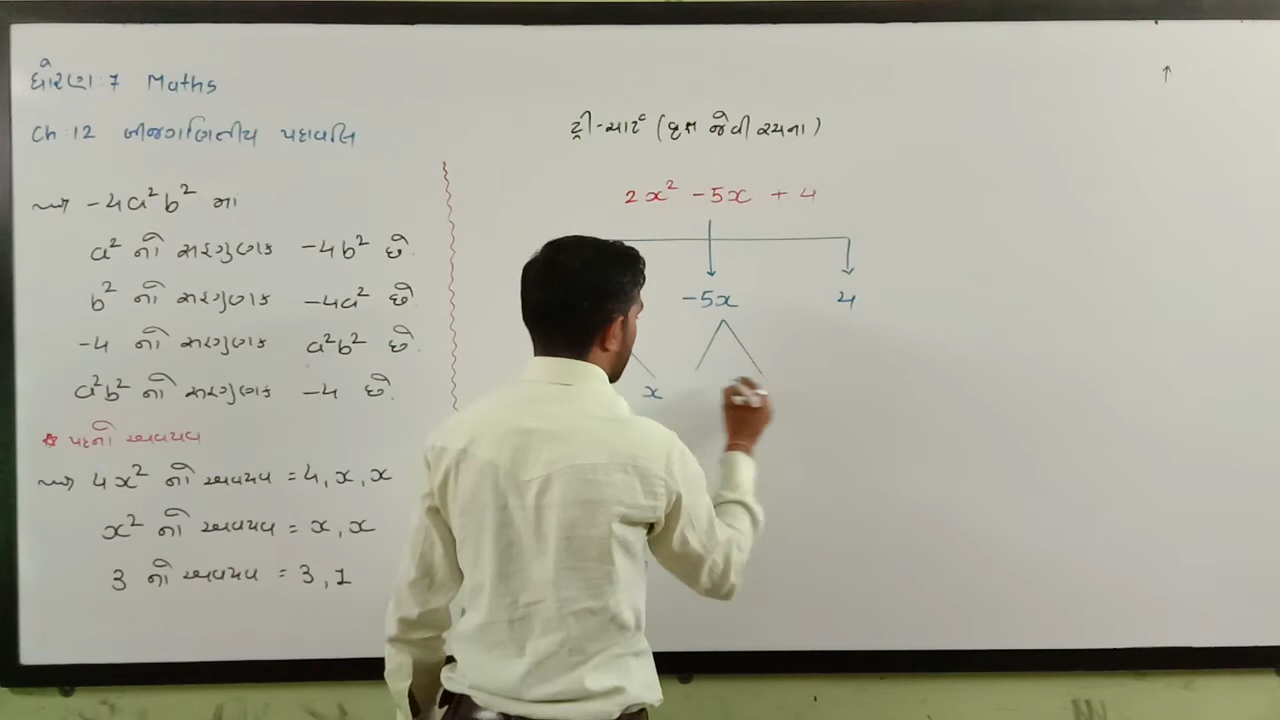 ધોરણ: 7 Maths
Ch: 12 બીજગણિતીય પદાવલિ
→ -4a²b² માં
a² નો સહગુણક -4b² છે.
b² નો સહગુણક -4a² છે.
-4 નો સહગુણક a²b² છે.
a²b² નો સહગુણક -4 છે.
* પદનો અવયવ
→ 4x² નો અવયવ = 4, x, x
x² નો અવયવ = x, x
3 નો અવયવ = 3, 1
ટ્રી-ચાર્ટ (વૃક્ષ જેવી રચના)
2x² - 5x + 4
-5x 4
x